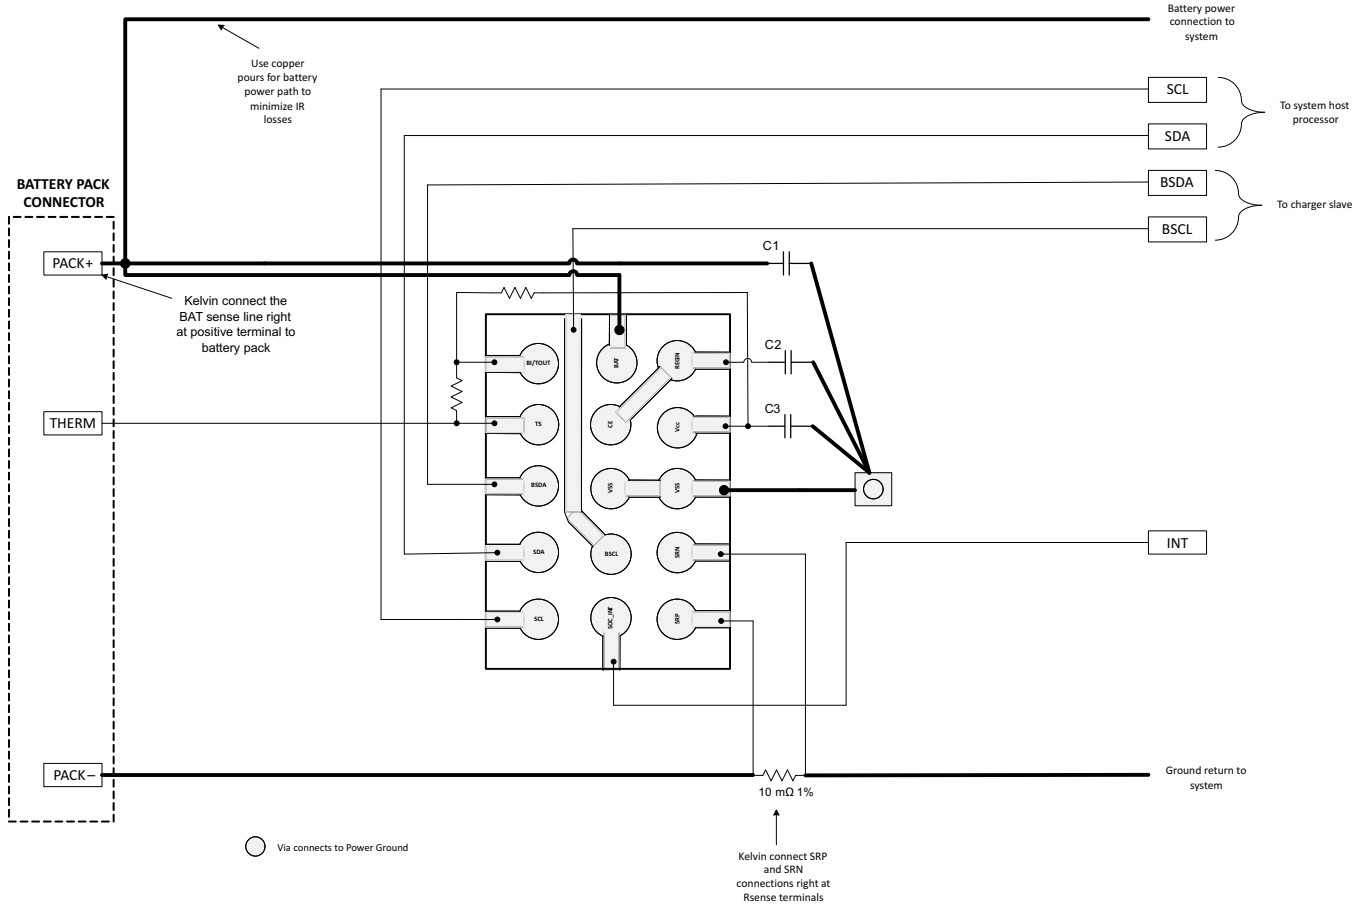 Battery power
connection to
system
Use copper
pours for battery
power path to
minimize IR
losses
SCL
SDA
To system host
processor
BSDA
BSCL
To charger slave
BATTERY PACK
CONNECTOR
PACK+
Kelvin connect the
BAT sense line right
at positive terminal to
battery pack
THERM
PACK–
C1
C2
C3
BI/TOUT
BAT
REGIN
TS
CE
Vcc
BSDA
VSS
VSS
SDA
BSCL
SRN
SCL
SOC_INT
SRP
INT
10 mΩ 1%
Ground return to
system
Kelvin connect SRP
and SRN
connections right at
Rsense terminals
Via connects to Power Ground